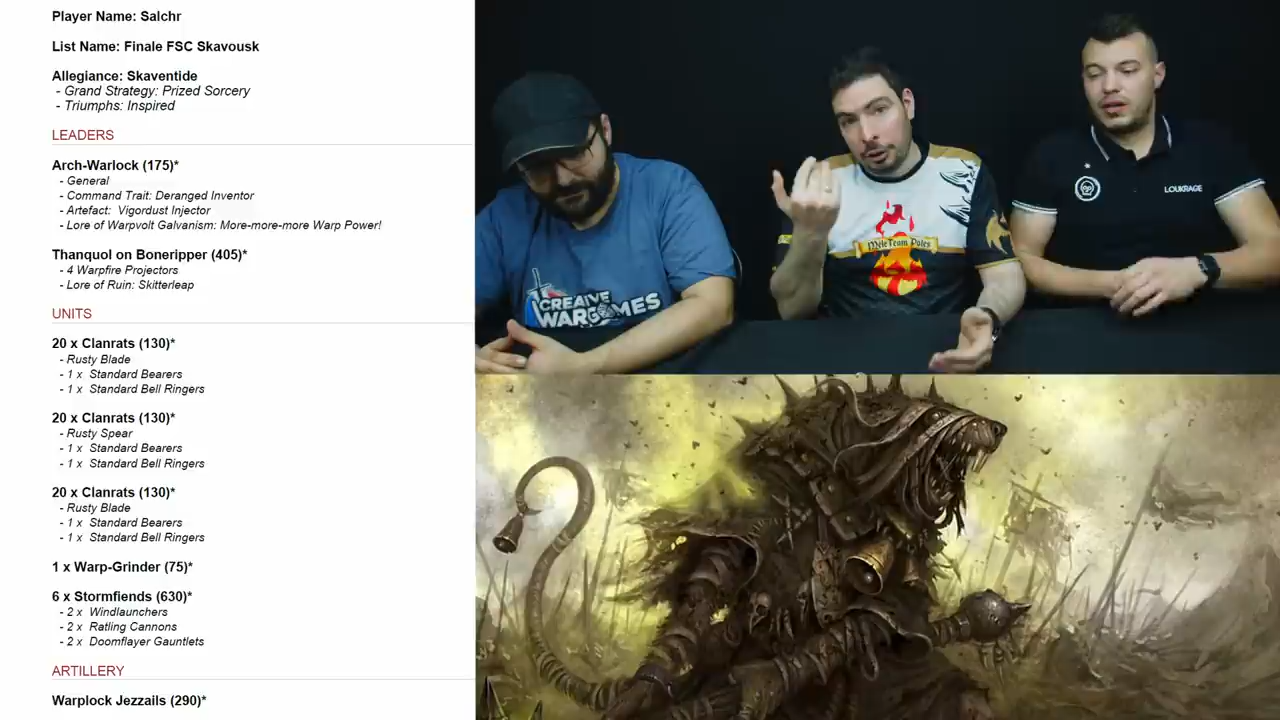 Player Name: Salchr
List Name: Finale FSC Skavousk
Allegiance: Skaventide
- Grand Strategy: Prized Sorcery
- Triumphs: Inspired
LEADERS
Arch-Warlock (175)*
- General
- Command Trait: Deranged Inventor
- Artefact: Vigordust Injector
- Lore of Warpvolt Galvanism: More-more-more Warp Power!
Thanquol on Boneripper (405)*
- 4 Warpfire Projectors
- Lore of Ruin: Skitterleap
UNITS
20 x Clanrats (130)*
- Rusty Blade
- 1 x Standard Bearers
- 1 x Standard Bell Ringers
20 x Clanrats (130)*
- Rusty Spear
- 1 x Standard Bearers
- 1 x Standard Bell Ringers
20 x Clanrats (130)*
- Rusty Blade
- 1 x Standard Bearers
- 1 x Standard Bell Ringers
1 x Warp-Grinder (75)*
6 x Stormfiends (630)*
- 2 x Windlaunchers
- 2 x Ratling Cannons
- 2 x Doomflayer Gauntlets
ARTILLERY
Warplock Jezzails (290)*
CREATIVE
WARGAMES
MeleTeam Potes
LOUKRAGE